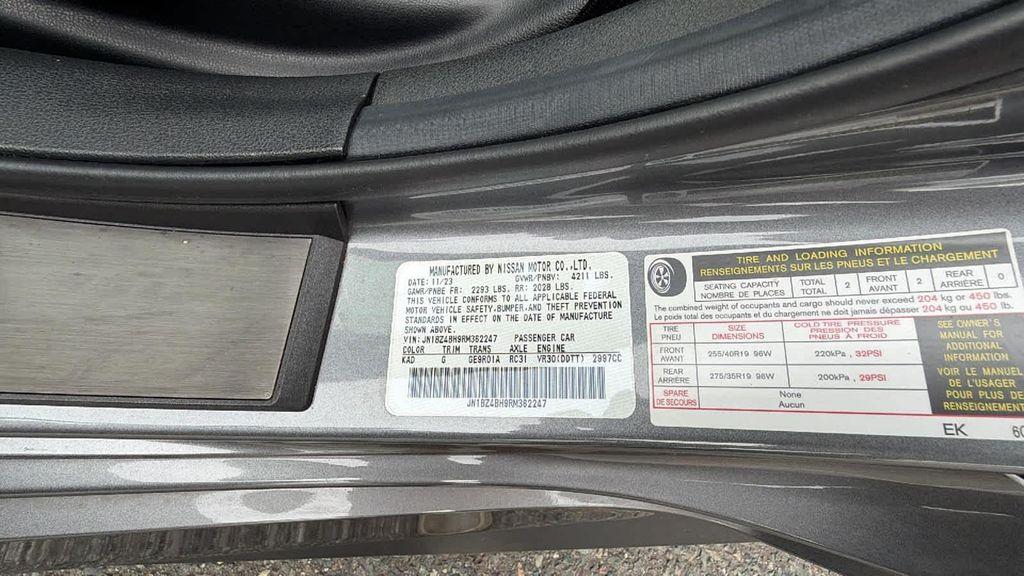 MANUFACTURED BY NISSAN MOTOR CO.,LTD.
DATE: 11/23 GVWR/PNBV: 4211 LBS.
GAWR/PNBE FR: 2293 LBS. RR: 2028 LBS.
THIS VEHICLE CONFORMS TO ALL APPLICABLE FEDERAL
MOTOR VEHICLE SAFETY,BUMPER,AND THEFT PREVENTION
STANDARDS IN EFFECT ON THE DATE OF MANUFACTURE
SHOWN ABOVE.
VIN:JN1BZ4BH9RM362247 PASSENGER CAR
COLOR TRIM TRANS AXLE ENGINE
KAD G GE9R01A RC31 VR30(DDTT) 2997CC
JN1BZ4BH9RM362247
TIRE AND LOADING INFORMATION
RENSEIGNEMENTS SUR LES PNEUS ET LE CHARGEMENT
SEATING CAPACITY TOTAL 2 FRONT 2 REAR 0
NOMBRE DE PLACES TOTAL AVANT ARRIÈRE
The combined weight of occupants and cargo should never exceed 204 kg or 450 lbs.
Le poids total des occupants et du chargement ne doit jamais dépasser 204 kg ou 450 lb.
TIRE SIZE COLD TIRE PRESSURE
PNEU DIMENSIONS PRESSION DES PNEUS À FROID
FRONT AVANT 255/40R19 96W 220kPa , 32PSI
REAR ARRIÈRE 275/35R19 96W 200kPa , 29PSI
SPARE None
DE SECOURS Aucun
SEE OWNER'S
MANUAL FOR
ADDITIONAL
INFORMATION
VOIR LE MANUEL
DE L'USAGER
POUR PLUS DE
RENSEIGNEMENTS
EK